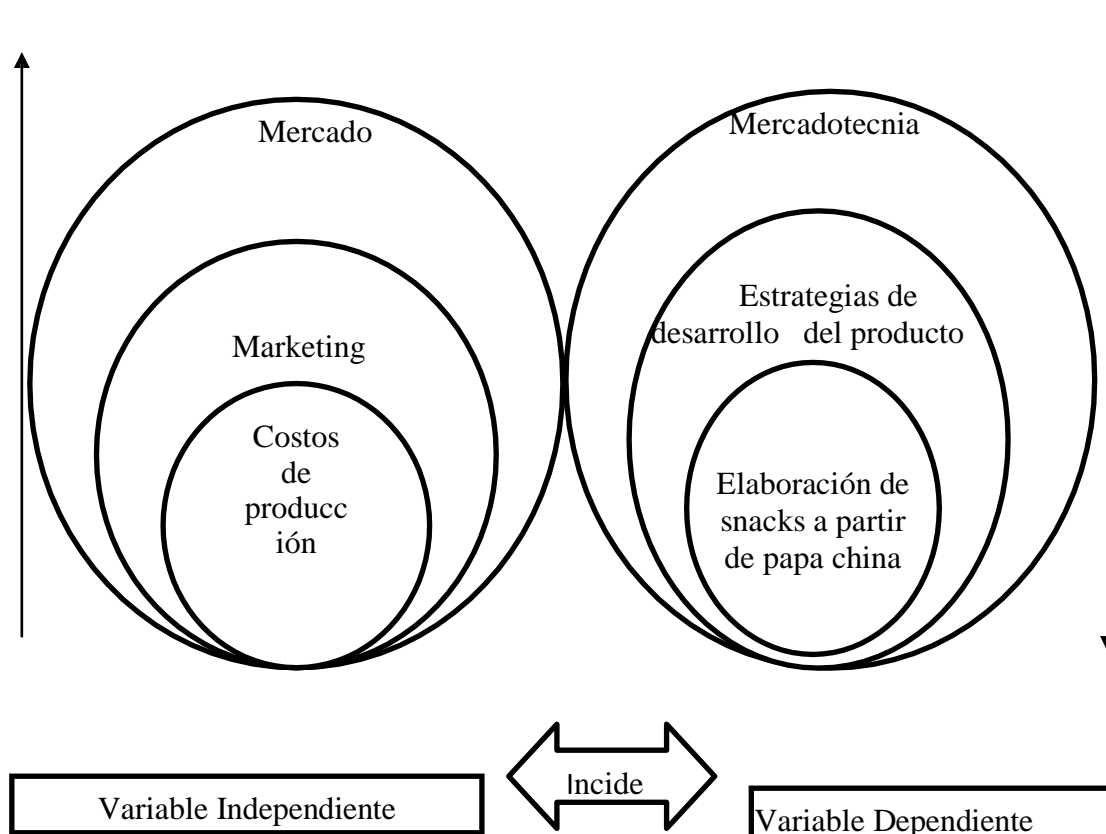 Mercado
Marketing
Costos
de
producc
ión
Mercadotecnia
Estrategias de
desarrollo del producto
Elaboración de
snacks a partir
de papa china
Variable Independiente
Incide
Variable Dependiente